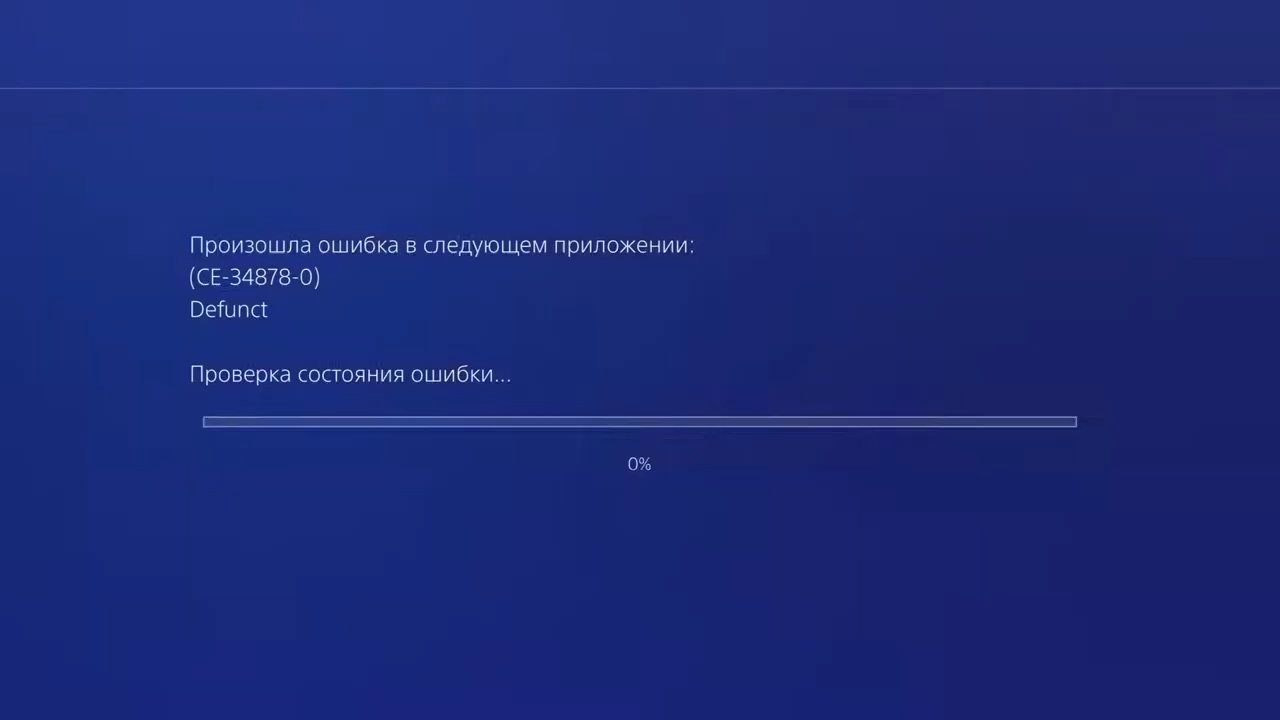 Произошла ошибка в следующем приложении:
(CE-34878-0)
Defunct
Проверка состояния ошибки...
0%